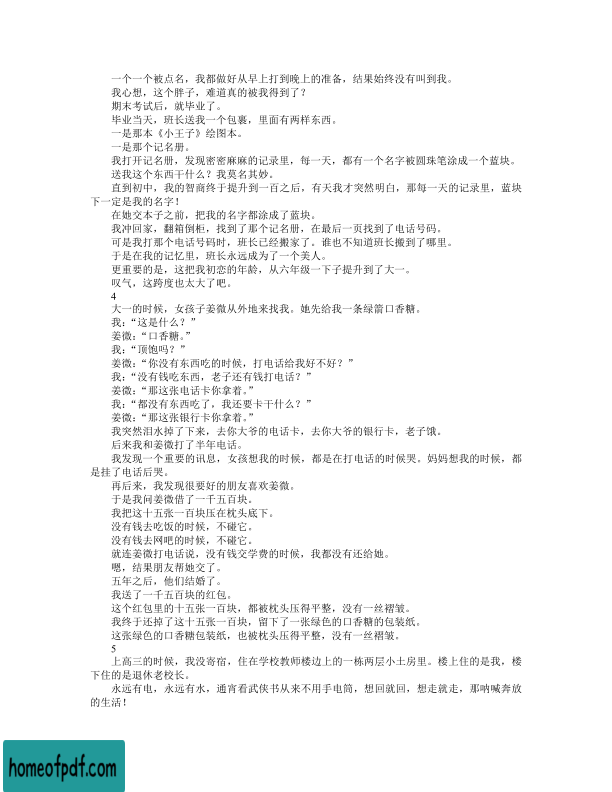 一个一个被点名，我都做好从早上打到晚上的准备，结果始终没有叫到我。
我心想，这个胖子，难道真的被我得到了？
期末考试后，就毕业了。
毕业当天，班长送我一个包裹，里面有两样东西。
一是那本《小王子》绘图本。
一是那个记名册。
我打开记名册，发现密密麻麻的记录里，每一天，都有一个名字被圆珠笔涂成一个蓝块。
送我这个东西干什么？我莫名其妙。
直到初中，我的智商终于提升到一百之后，有天我才突然明白，那每一天的记录里，蓝块
下一定是我的名字！
在她交本子之前，把我的名字都涂成了蓝块。
我冲回家，翻箱倒柜，找到了那个记名册，在最后一页找到了电话号码。
可是我打那个电话号码时，班长已经搬家了。谁也不知道班长搬到了哪里。
于是在我的记忆里，班长永远成为了一个美人。
更重要的是，这把我初恋的年龄，从六年级一下子提升到了大一。
叹气，这跨度也太大了吧。
4
大一的时候，女孩子姜微从外地来找我。她先给我一条绿箭口香糖。
我：“这是什么？”
姜微：“口香糖。”
我：“顶饱吗？”
姜微：“你没有东西吃的时候，打电话给我好不好？”
我：“没有钱吃东西，老子还有钱打电话？”
姜微：“那这张电话卡你拿着。”
我：“都没有东西吃了，我还要卡干什么？”
姜微：“那这张银行卡你拿着。”
我突然泪水掉了下来，去你大爷的电话卡，去你大爷的银行卡，老子饿。
后来我和姜微打了半年电话。
我发现一个重要的讯息，女孩想我的时候，都是在打电话的时候哭。妈妈想我的时候，都
是挂了电话后哭。
再后来，我发现很要好的朋友喜欢姜微。
于是我问姜微借了一千五百块。
我把这十五张一百块压在枕头底下。
没有钱去吃饭的时候，不碰它。
没有钱去网吧的时候，不碰它。
就连姜微打电话说，没有钱交学费的时候，我都没有还给她。
嗯，结果朋友帮她交了。
五年之后，他们结婚了。
我送了一千五百块的红包。
这个红包里的十五张一百块，都被枕头压得平整，没有一丝褶皱。
我终于还掉了这十五张一百块，留下了一张绿色的口香糖的包装纸。
这张绿色的口香糖包装纸，也被枕头压得平整，没有一丝褶皱。
5
上高三的时候，我没寄宿，住在学校教师楼边上的一栋两层小土房里。楼上住的是我，楼
下住的是退休老校长。
永远有电，永远有水，通宵看武侠书从来不用手电筒，想回就回，想走就走，那呐喊奔放
的生活！
homeofpdf.com